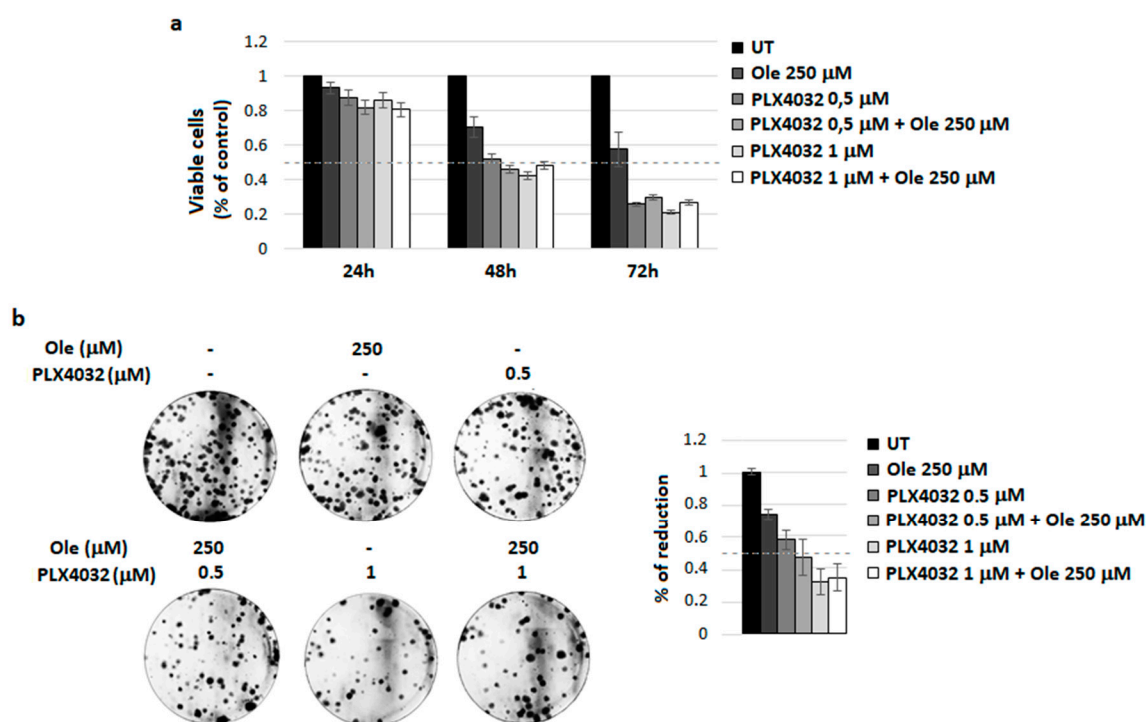 a
Viable cells
(% of control)
1.2
1
0.8
0.6
0.4
0.2
0
24h
48h
72h
UT
Ole 250 µM
PLX4032 0,5 µM
PLX4032 0,5 µM + Ole 250 µM
PLX4032 1 µM
PLX4032 1 µM + Ole 250 µM
b
Ole (µM) - 250 -
PLX4032 (µM) - - 0.5
Ole (µM) 250 - 250
PLX4032 (µM) 0.5 1 1
% of reduction
1.2
1
0.8
0.6
0.4
0.2
0
UT
Ole 250 µM
PLX4032 0.5 µM
PLX4032 0.5 µM + Ole 250 µM
PLX4032 1 µM
PLX4032 1 µM + Ole 250 µM